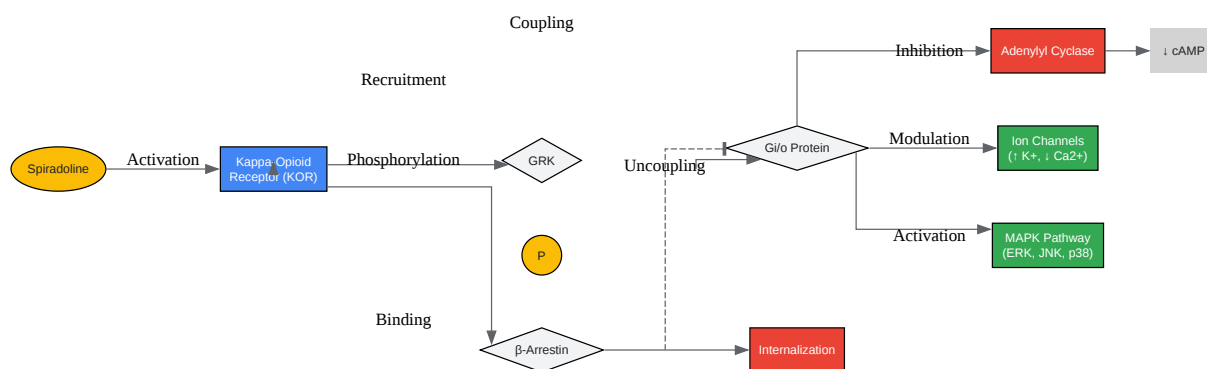 Coupling
Recruitment
Inhibition
Adenylyl Cyclase
↓ cAMP
Spiradoline
Activation
Kappa Opioid
Receptor (KOR)
Phosphorylation
GRK
Uncoupling
Gi/o Protein
Modulation
Ion Channels
(↑ K+, ↓ Ca2+)
Activation
MAPK Pathway
(ERK, JNK, p38)
P
Binding
β-Arrestin
Internalization